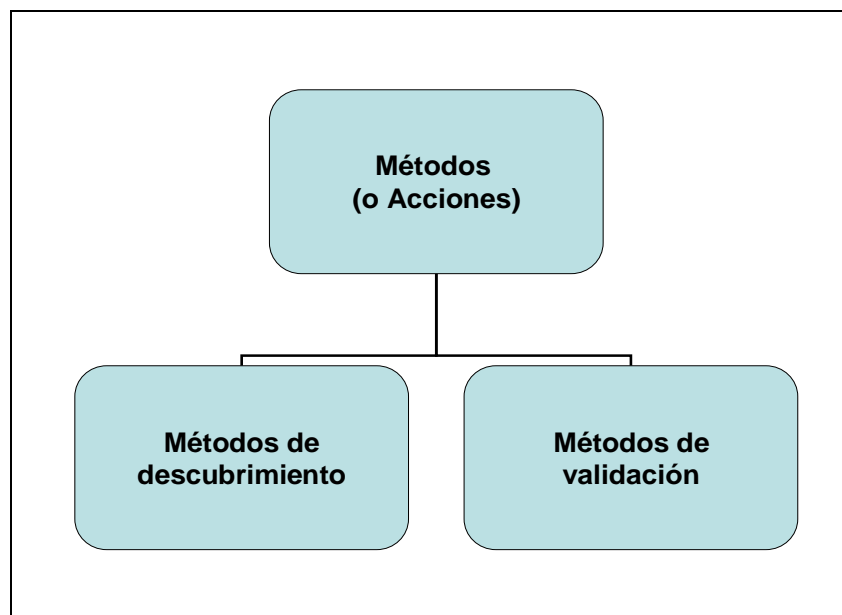 Métodos
(o Acciones)
Métodos de
descubrimiento
Métodos de
validación